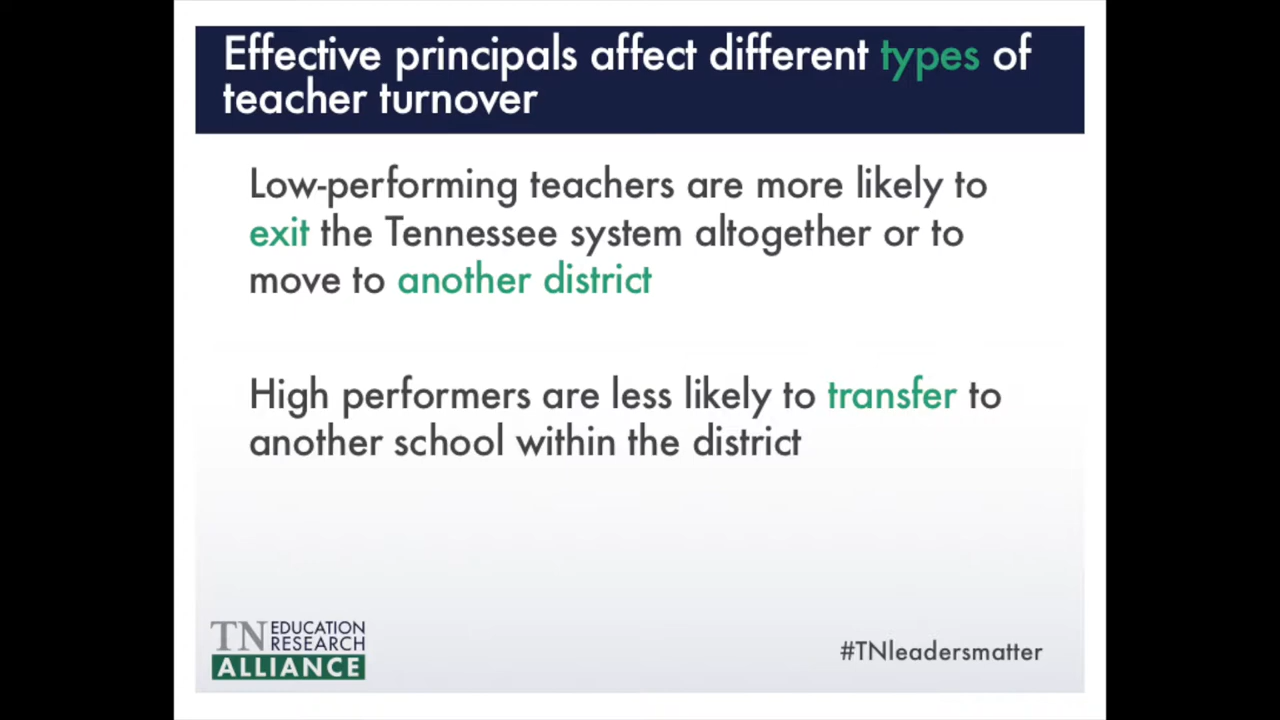 Effective principals affect different types of
teacher turnover
Low-performing teachers are more likely to
exit the Tennessee system altogether or to
move to another district
High performers are less likely to transfer to
another school within the district
TN EDUCATION
RESEARCH
ALLIANCE
#TNleadersmatter